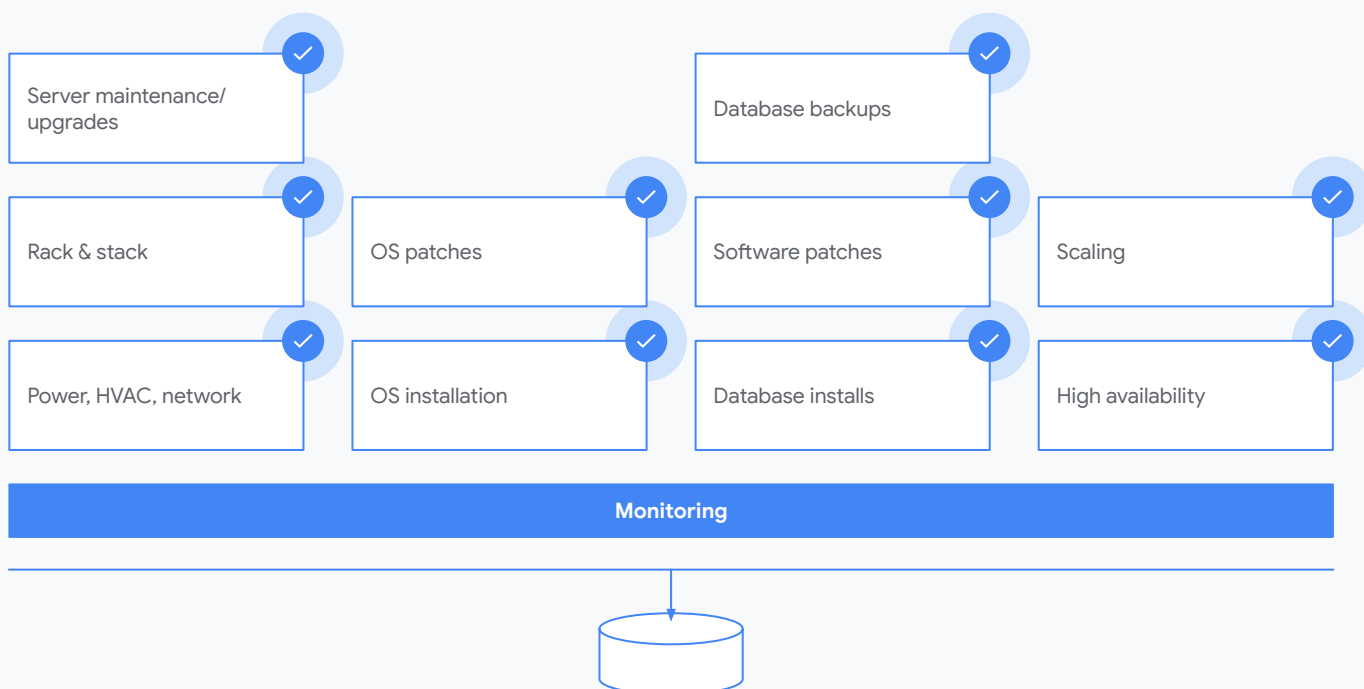 Server maintenance/
upgrades
Database backups
Rack & stack
OS patches
Software patches
Scaling
Power, HVAC, network
OS installation
Database installs
High availability
Monitoring